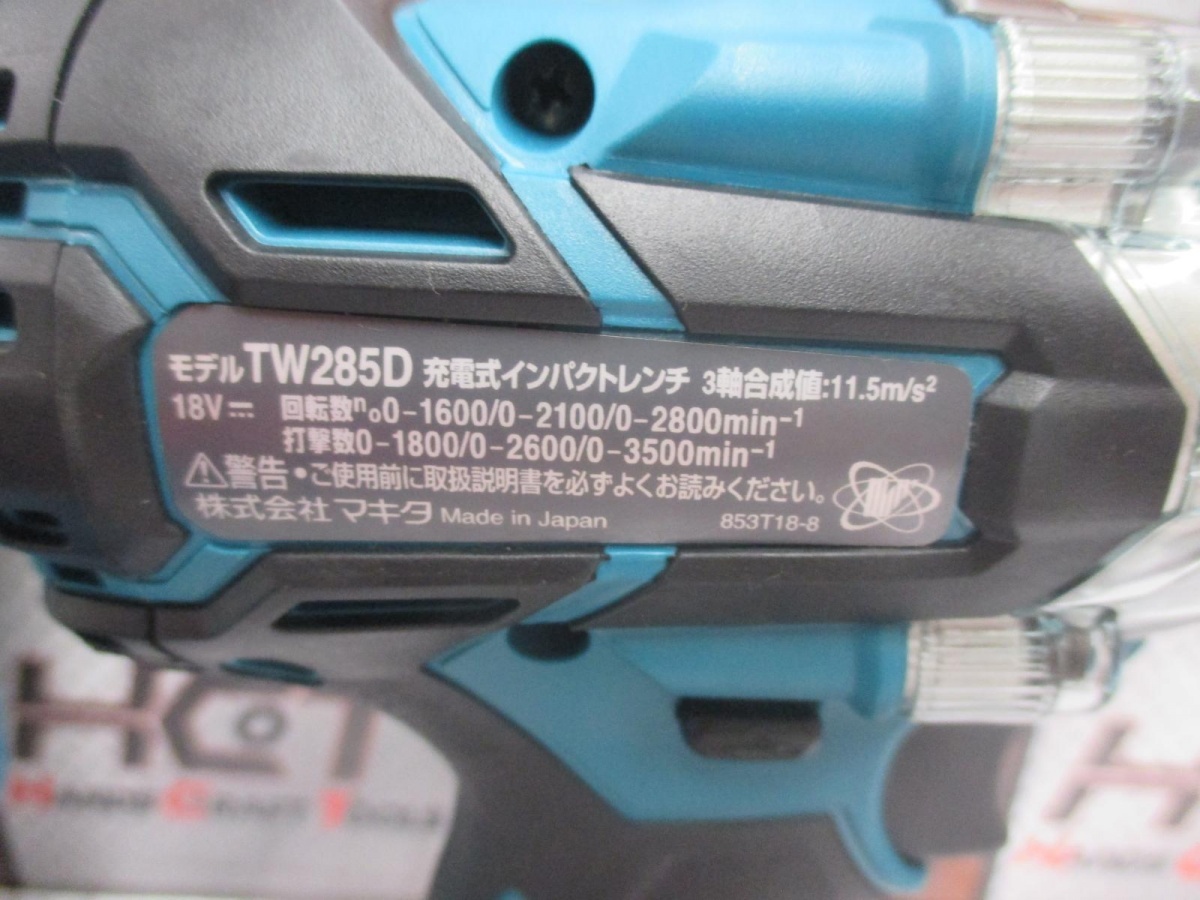 モデルTW285D 充電式インパクトレンチ 3軸合成値:11.5m/s²
18V⎓ 回転数n₀0-1600/0-2100/0-2800min⁻¹
打撃数0-1800/0-2600/0-3500min⁻¹
⚠警告・ご使用前に取扱説明書を必ずよくお読みください。
株式会社 マキタ Made in Japan 853T18-8
HCT